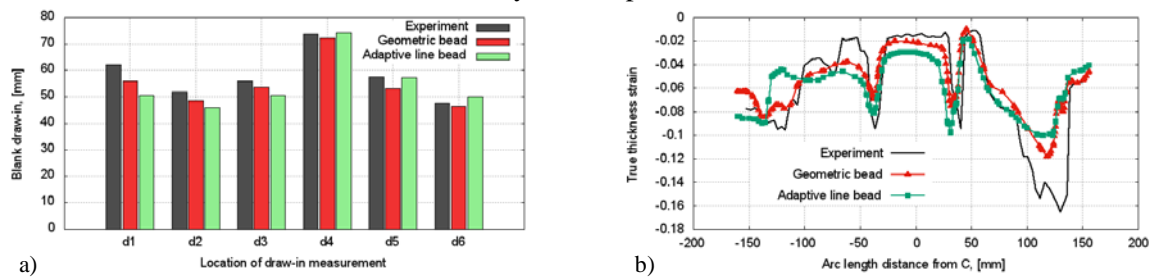 80
70
60
50
40
30
20
10
0
Blank draw-in, [mm]
Experiment
Geometric bead
Adaptive line bead
d1 d2 d3 d4 d5 d6
Location of draw-in measurement
a)
0
-0.02
-0.04
-0.06
-0.08
-0.1
-0.12
-0.14
-0.16
-0.18
True thickness strain
Experiment
Geometric bead
Adaptive line bead
-200 -150 -100 -50 0 50 100 150 200
Arc length distance from C, [mm]
b)